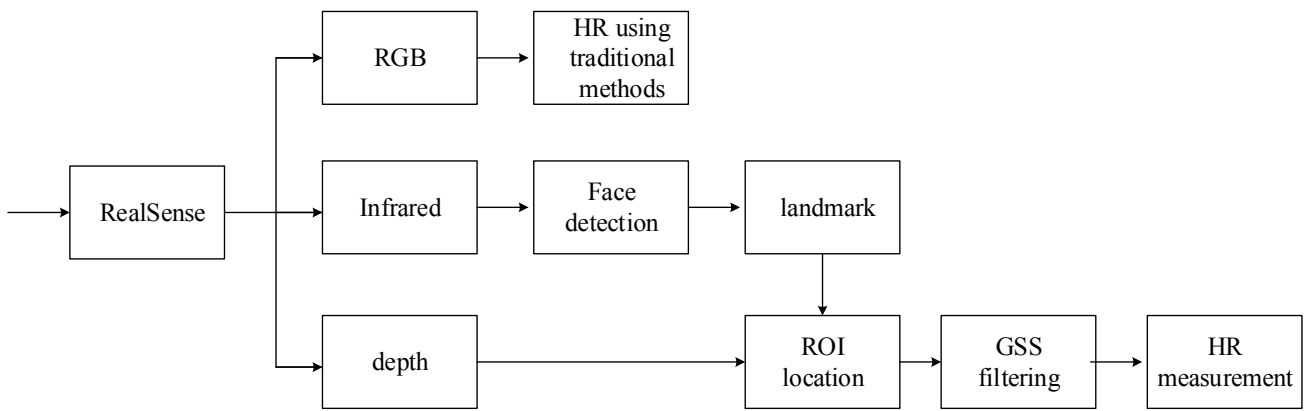 RGB
HR using
traditional
methods
RealSense
Infrared
Face
detection
landmark
depth
ROI
location
GSS
filtering
HR
measurement